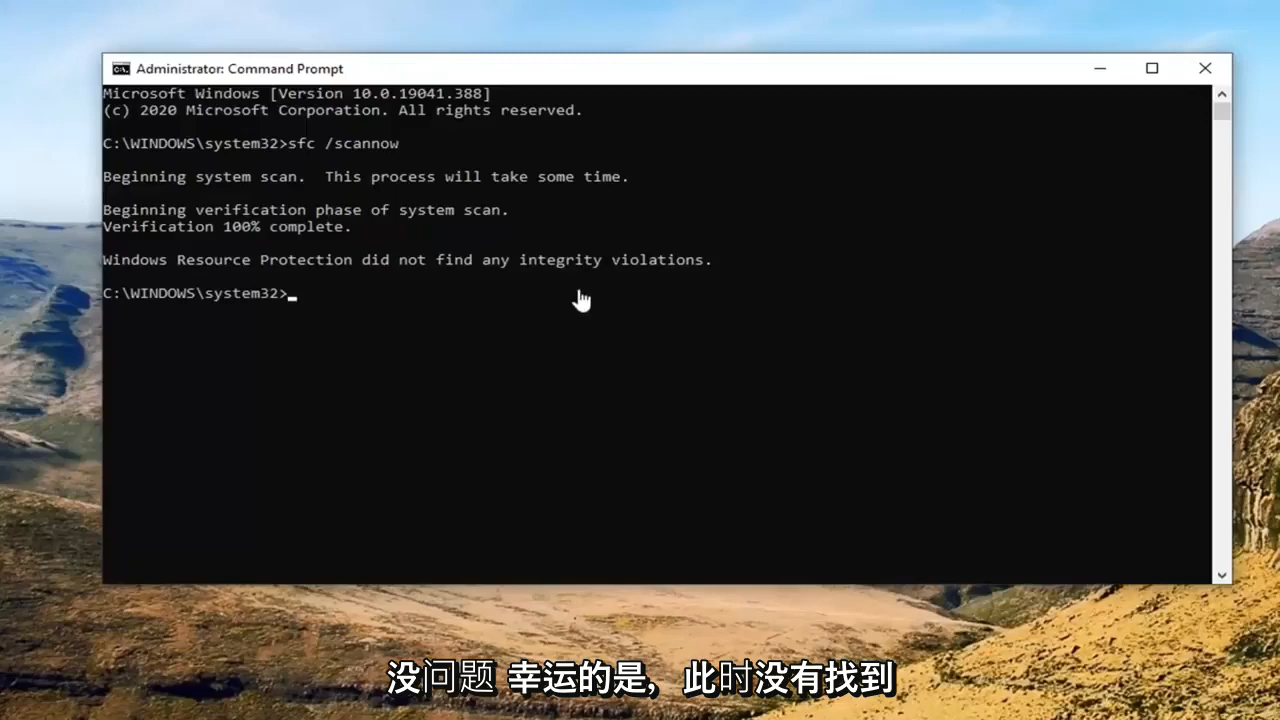 Administrator: Command Prompt
Microsoft Windows [Version 10.0.19041.388]
(c) 2020 Microsoft Corporation. All rights reserved.
C:\WINDOWS\system32>sfc /scannow
Beginning system scan.  This process will take some time.
Beginning verification phase of system scan.
Verification 100% complete.
Windows Resource Protection did not find any integrity violations.
C:\WINDOWS\system32>
没问题 幸运的是，此时没有找到